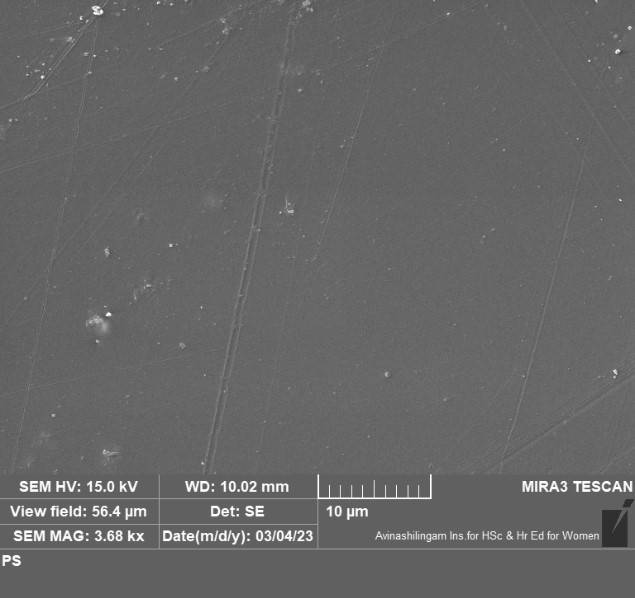 SEM HV: 15.0 kV WD: 10.02 mm MIRA3 TESCAN
View field: 56.4 µm Det: SE 10 µm
SEM MAG: 3.68 kx Date(m/d/y): 03/04/23 Avinashilingam Ins.for HSc & Hr Ed for Women
PS